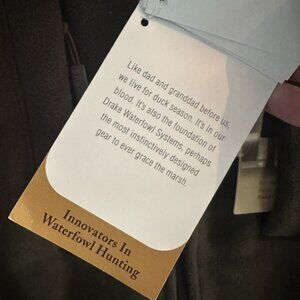 Like dad and granddad before us,
we live for duck season. It's in our
blood. It's also the foundation of
Drake Waterfowl Systems, perhaps
the most instinctively designed
gear to ever grace the marsh.
Innovators In
Waterfowl Hunting